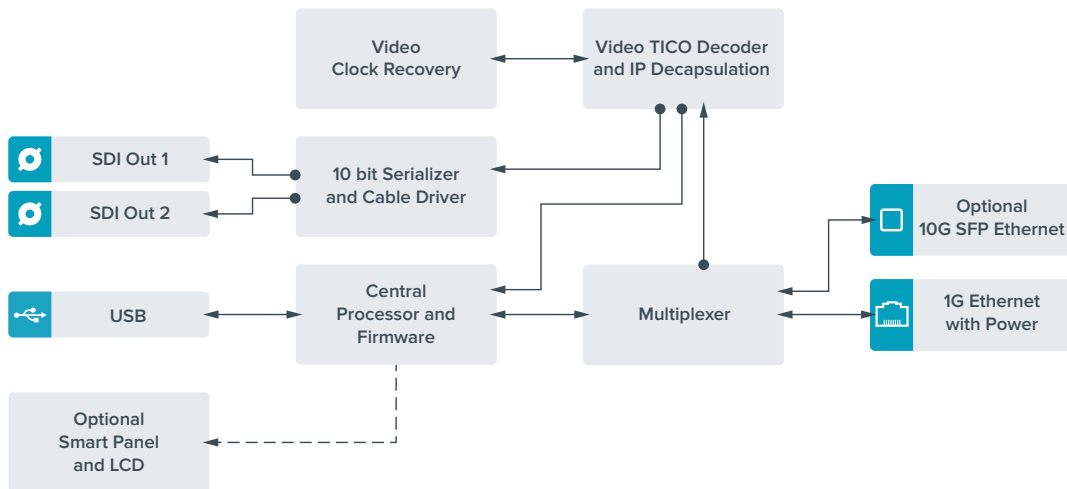 Video
Clock Recovery
Video TICO Decoder
and IP Decapsulation
SDI Out 1
SDI Out 2
10 bit Serializer
and Cable Driver
Optional
10G SFP Ethernet
USB
Central
Processor and
Firmware
Multiplexer
1G Ethernet
with Power
Optional
Smart Panel
and LCD